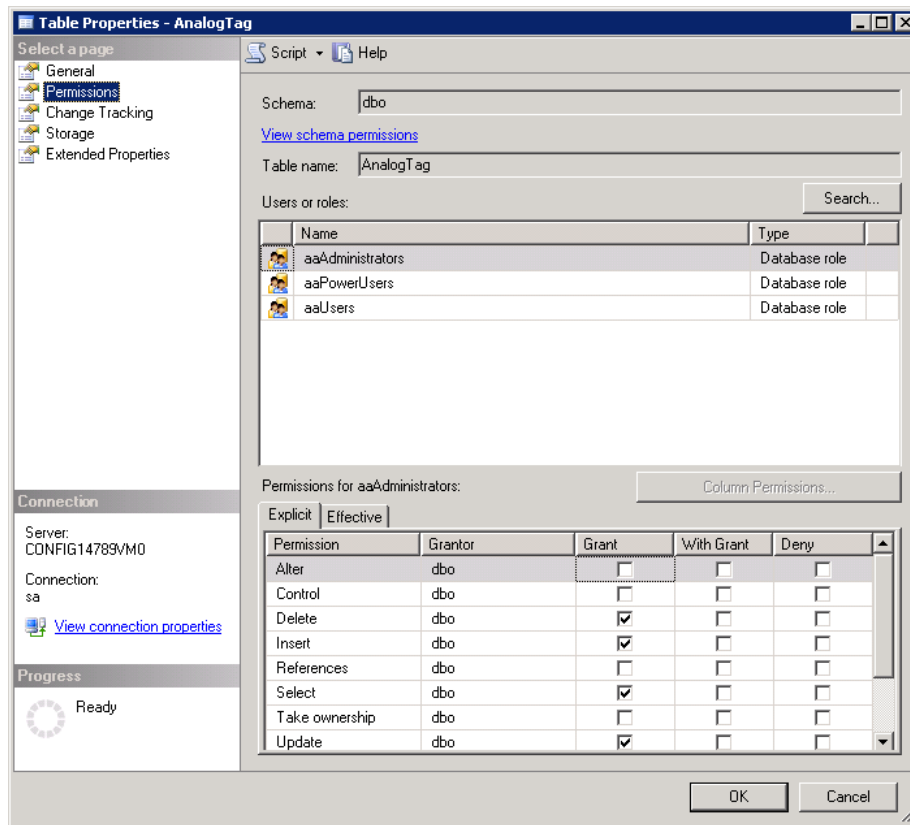 Table Properties - AnalogTag
Select a page
General
Permissions
Change Tracking
Storage
Extended Properties
Script Help
Schema: dbo
View schema permissions
Table name: AnalogTag
Users or roles: Search...
Name Type
aaAdministrators Database role
aaPowerUsers Database role
aaUsers Database role
Permissions for aaAdministrators: Column Permissions...
Explicit Effective
Permission Grantor Grant With Grant Deny
Alter dbo
Control dbo
Delete dbo
Insert dbo
References dbo
Select dbo
Take ownership dbo
Update dbo
Connection
Server:
CONFIG14789VM0
Connection:
sa
View connection properties
Progress
Ready
OK Cancel